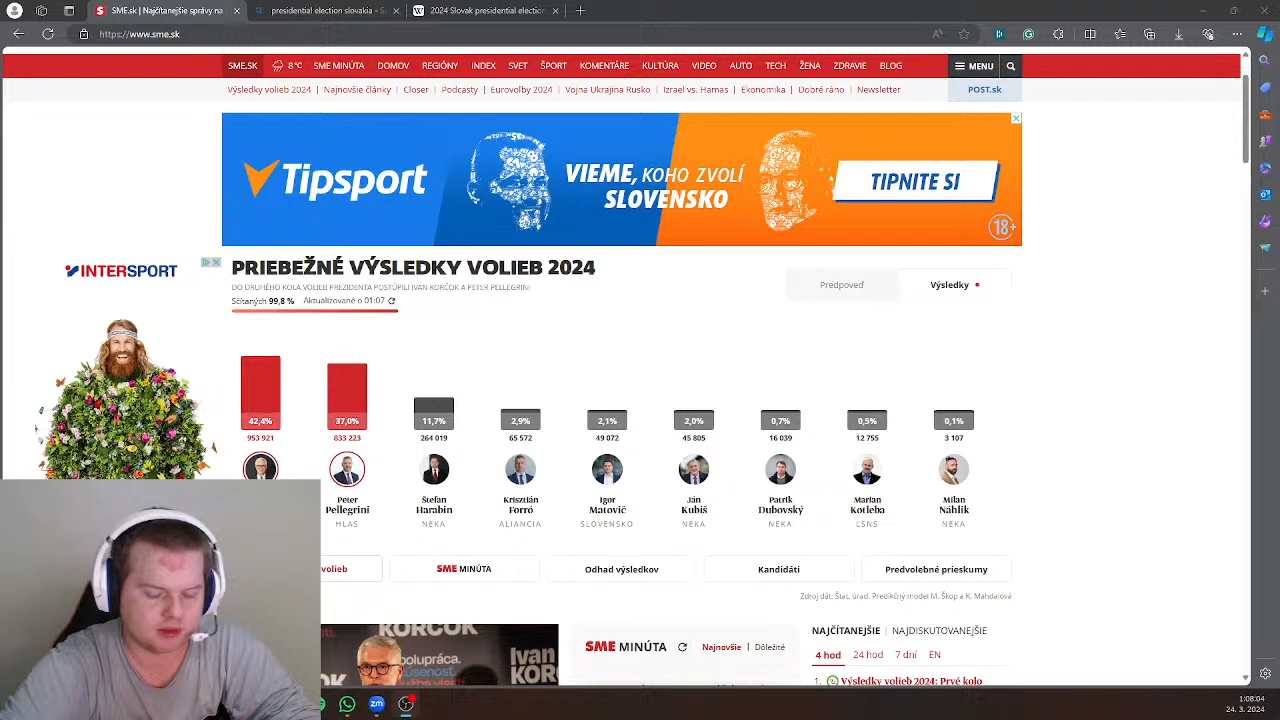 SME.sk | Najčítanejšie správy na
presidential election slovakia - S
2024 Slovak presidential election
https://www.sme.sk
SME.SK 8 °C SME MINÚTA DOMOV REGIÓNY INDEX SVET ŠPORT KOMENTÁRE KULTÚRA VIDEO AUTO TECH ŽENA ZDRAVIE BLOG MENU
Výsledky volieb 2024 | Najnovšie články | Closer | Podcasty | Eurovoľby 2024 | Vojna Ukrajina Rusko | Izrael vs. Hamas | Ekonomika | Dobré ráno | Newsletter POST.sk
Tipsport
VIEME, KOHO ZVOLÍ
SLOVENSKO
TIPNITE SI
18+
INTERSPORT
PRIEBEŽNÉ VÝSLEDKY VOLIEB 2024
DO DRUHÉHO KOLA VOLIEB PREZIDENTA POSTÚPILI IVAN KORČOK A PETER PELLEGRINI
Sčítaných 99,8 % Aktualizované o 01:07
Predpoveď Výsledky
42,4% 37,0% 11,7% 2,9% 2,1% 2,0% 0,7% 0,5% 0,1%
953 921 833 223 264 019 65 572 49 072 45 805 16 039 12 755 3 107
Peter Štefan Krisztián Igor Ján Patrik Marian Milan
Pellegrini Harabin Forró Matovič Kubiš Dubovský Kotleba Náhlik
HLAS NEKA ALIANCIA SLOVENSKO NEKA NEKA ĽSNS NEKA
volieb SME MINÚTA Odhad výsledkov Kandidáti Predvolebné prieskumy
Zdroj dát: Štat. úrad. Predikčný model M. Škop a K. Mahdalová
KORČOK
polupráca.
Ivan
Kor
SME MINÚTA Najnovšie | Dôležité
NAJČÍTANEJŠIE | NAJDISKUTOVANEJŠIE
4 hod 24 hod 7 dní EN
1. Výsledky volieb 2024: Prvé kolo
zm
1:08:04
24. 3. 2024